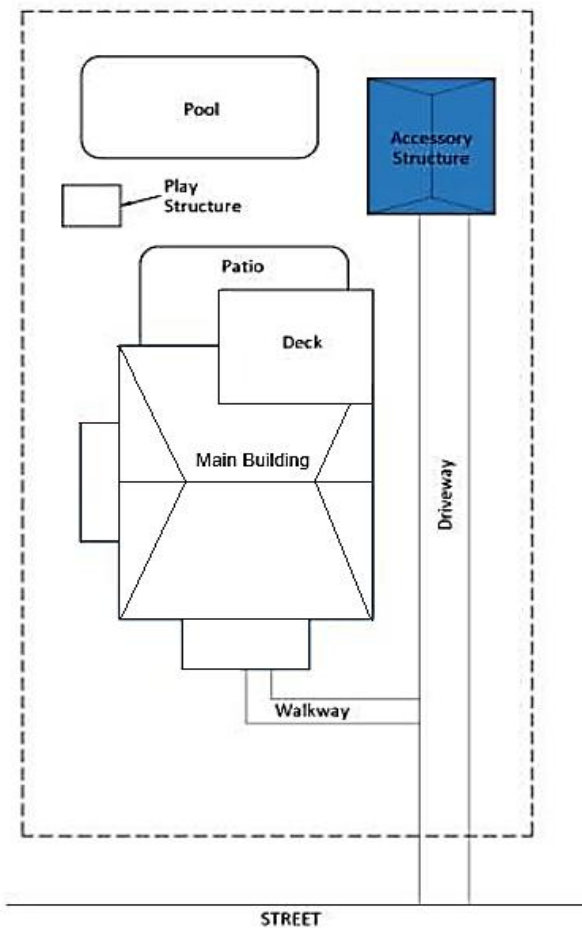 Pool
Accessory
Structure
Play
Structure
Patio
Deck
Main Building
Driveway
Walkway
STREET